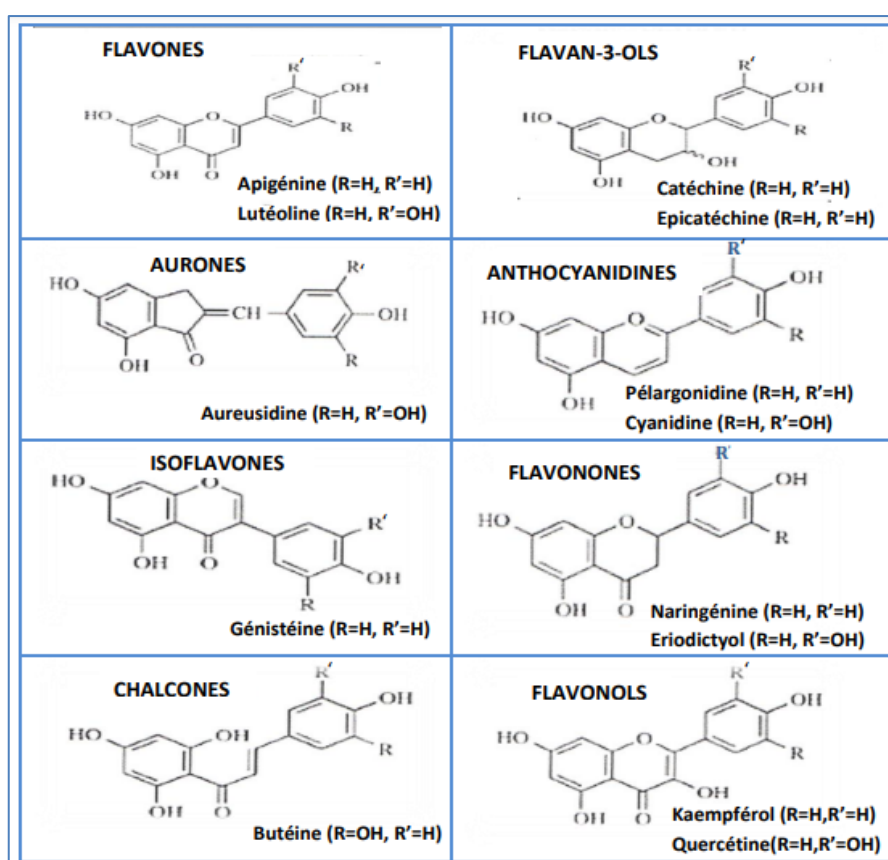 FLAVONES
R'
OH
HO
O
R
OH
O
Apigénine (R=H, R'=H)
Lutéoline (R=H, R'=OH)
FLAVAN-3-OLS
R'
OH
HO
O
R
OH
OH
Catéchine (R=H, R'=H)
Epicatéchine (R=H, R'=H)
AURONES
R'
HO
CH
OH
O
R
OH
Aureusidine (R=H, R'=OH)
ANTHOCYANIDINES
R'
OH
HO
O
R
OH
Pélargonidine (R=H, R'=H)
Cyanidine (R=H, R'=OH)
ISOFLAVONES
HO
O
R'
OH
O
OH
R
Génistéine (R=H, R'=H)
FLAVONONES
R'
OH
HO
O
R
OH
O
Naringénine (R=H, R'=H)
Eriodictyol (R=H, R'=OH)
CHALCONES
R'
OH
HO
OH
R
OH
O
Butéine (R=OH, R'=H)
FLAVONOLS
R'
OH
HO
O
R
OH
OH
O
Kaempférol (R=H,R'=H)
Quercétine(R=H,R'=OH)